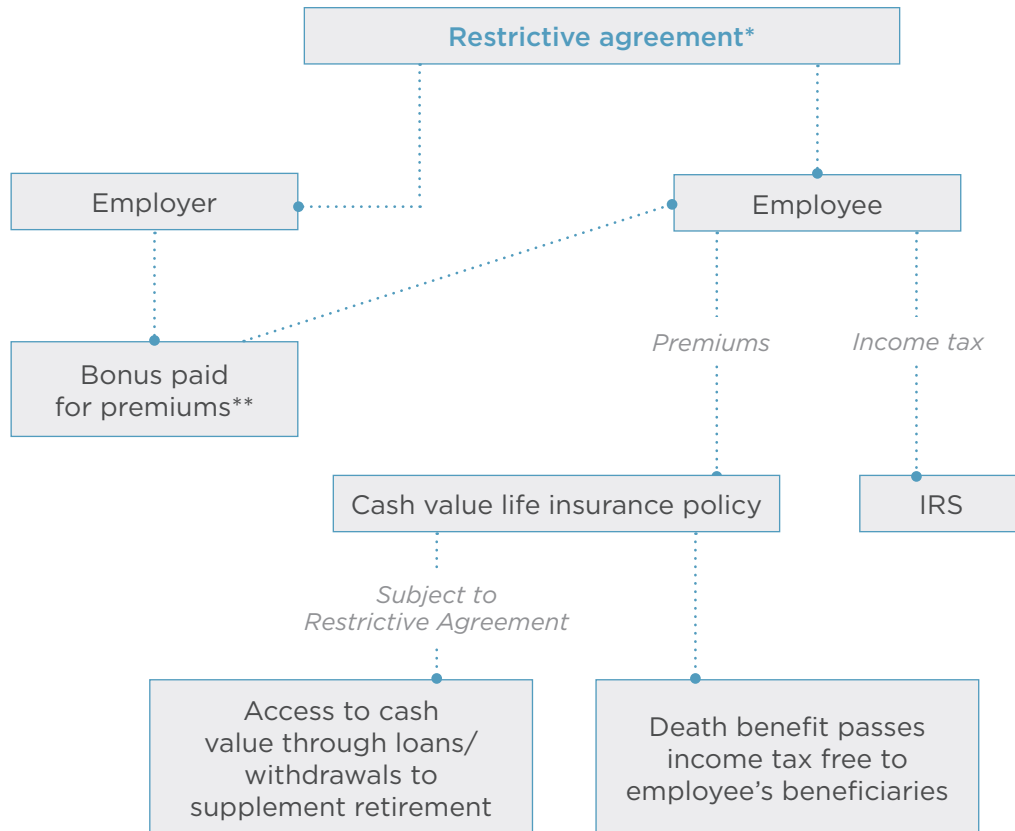 Restrictive agreement*
Employer
Employee
Premiums
Income tax
Bonus paid
for premiums**
Cash value life insurance policy
IRS
Subject to
Restrictive Agreement
Access to cash
value through loans/
withdrawals to
supplement retirement
Death benefit passes
income tax free to
employee’s beneficiaries